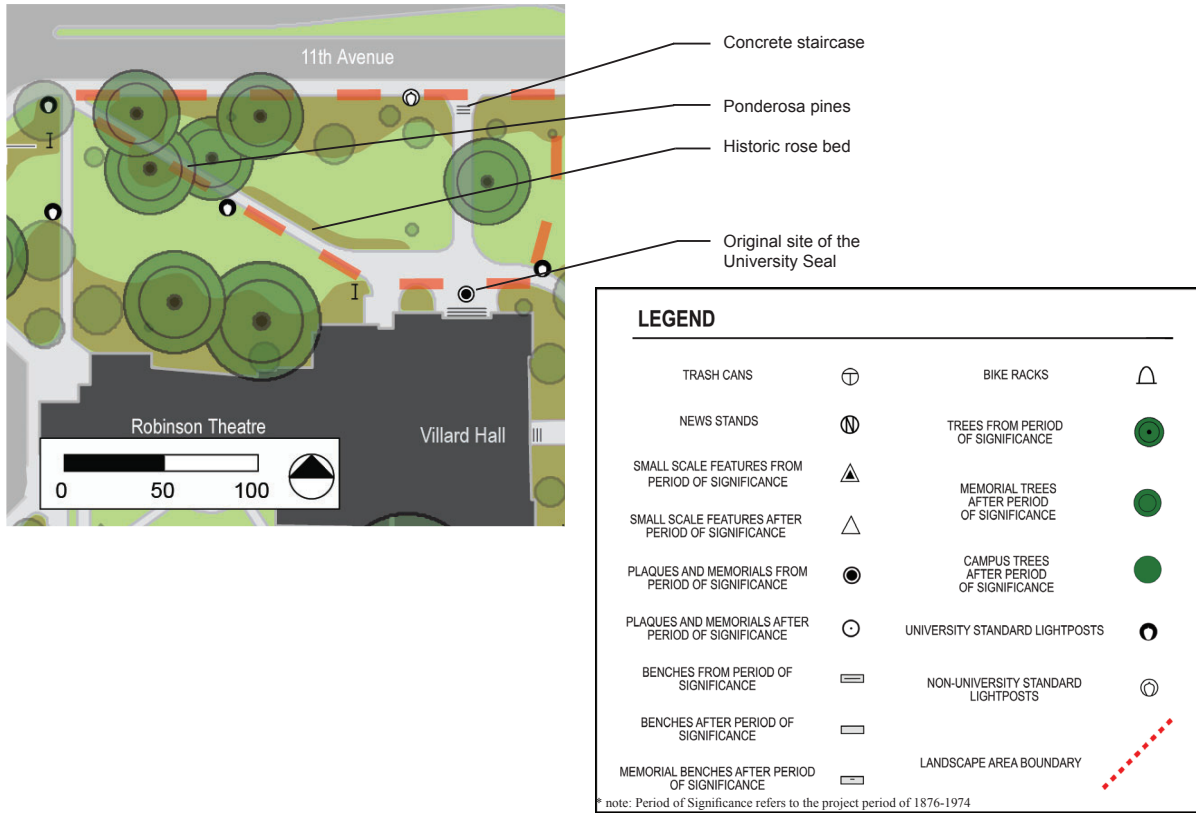 11th Avenue
Concrete staircase
Ponderosa pines
Historic rose bed
Original site of the
University Seal
Robinson Theatre
Villard Hall
0 50 100
LEGEND
TRASH CANS
NEWS STANDS
SMALL SCALE FEATURES FROM
PERIOD OF SIGNIFICANCE
SMALL SCALE FEATURES AFTER
PERIOD OF SIGNIFICANCE
PLAQUES AND MEMORIALS FROM
PERIOD OF SIGNIFICANCE
PLAQUES AND MEMORIALS AFTER
PERIOD OF SIGNIFICANCE
BENCHES FROM PERIOD OF
SIGNIFICANCE
BENCHES AFTER PERIOD OF
SIGNIFICANCE
MEMORIAL BENCHES AFTER PERIOD
OF SIGNIFICANCE
BIKE RACKS
TREES FROM PERIOD
OF SIGNIFICANCE
MEMORIAL TREES
AFTER PERIOD
OF SIGNIFICANCE
CAMPUS TREES
AFTER PERIOD
OF SIGNIFICANCE
UNIVERSITY STANDARD LIGHTPOSTS
NON-UNIVERSITY STANDARD
LIGHTPOSTS
LANDSCAPE AREA BOUNDARY
* note: Period of Significance refers to the project period of 1876-1974